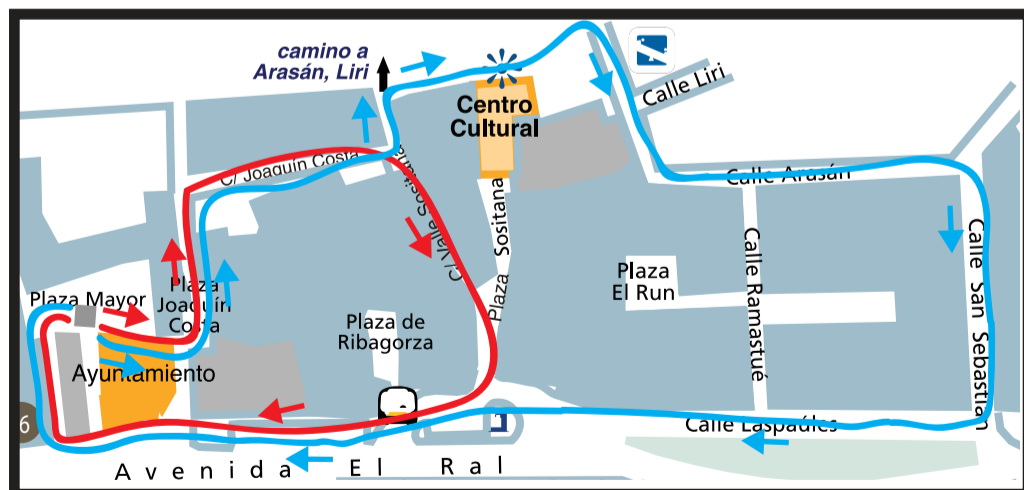 camino a
Arasán, Liri
Centro
Cultural
Calle Liri
C/ Joaquín Costa
C/ Valle Sositana
Calle Arasán
Plaza Sositana
Plaza
El Run
Calle Ramastué
Calle San Sebastián
Plaza Mayor
Plaza
Joaquín
Costa
Plaza de
Ribagorza
Ayuntamiento
6
Calle Laspaúles
Avenida El Ral